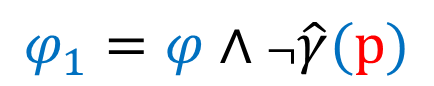 φ₁ = φ ∧ ¬γ̂(p)